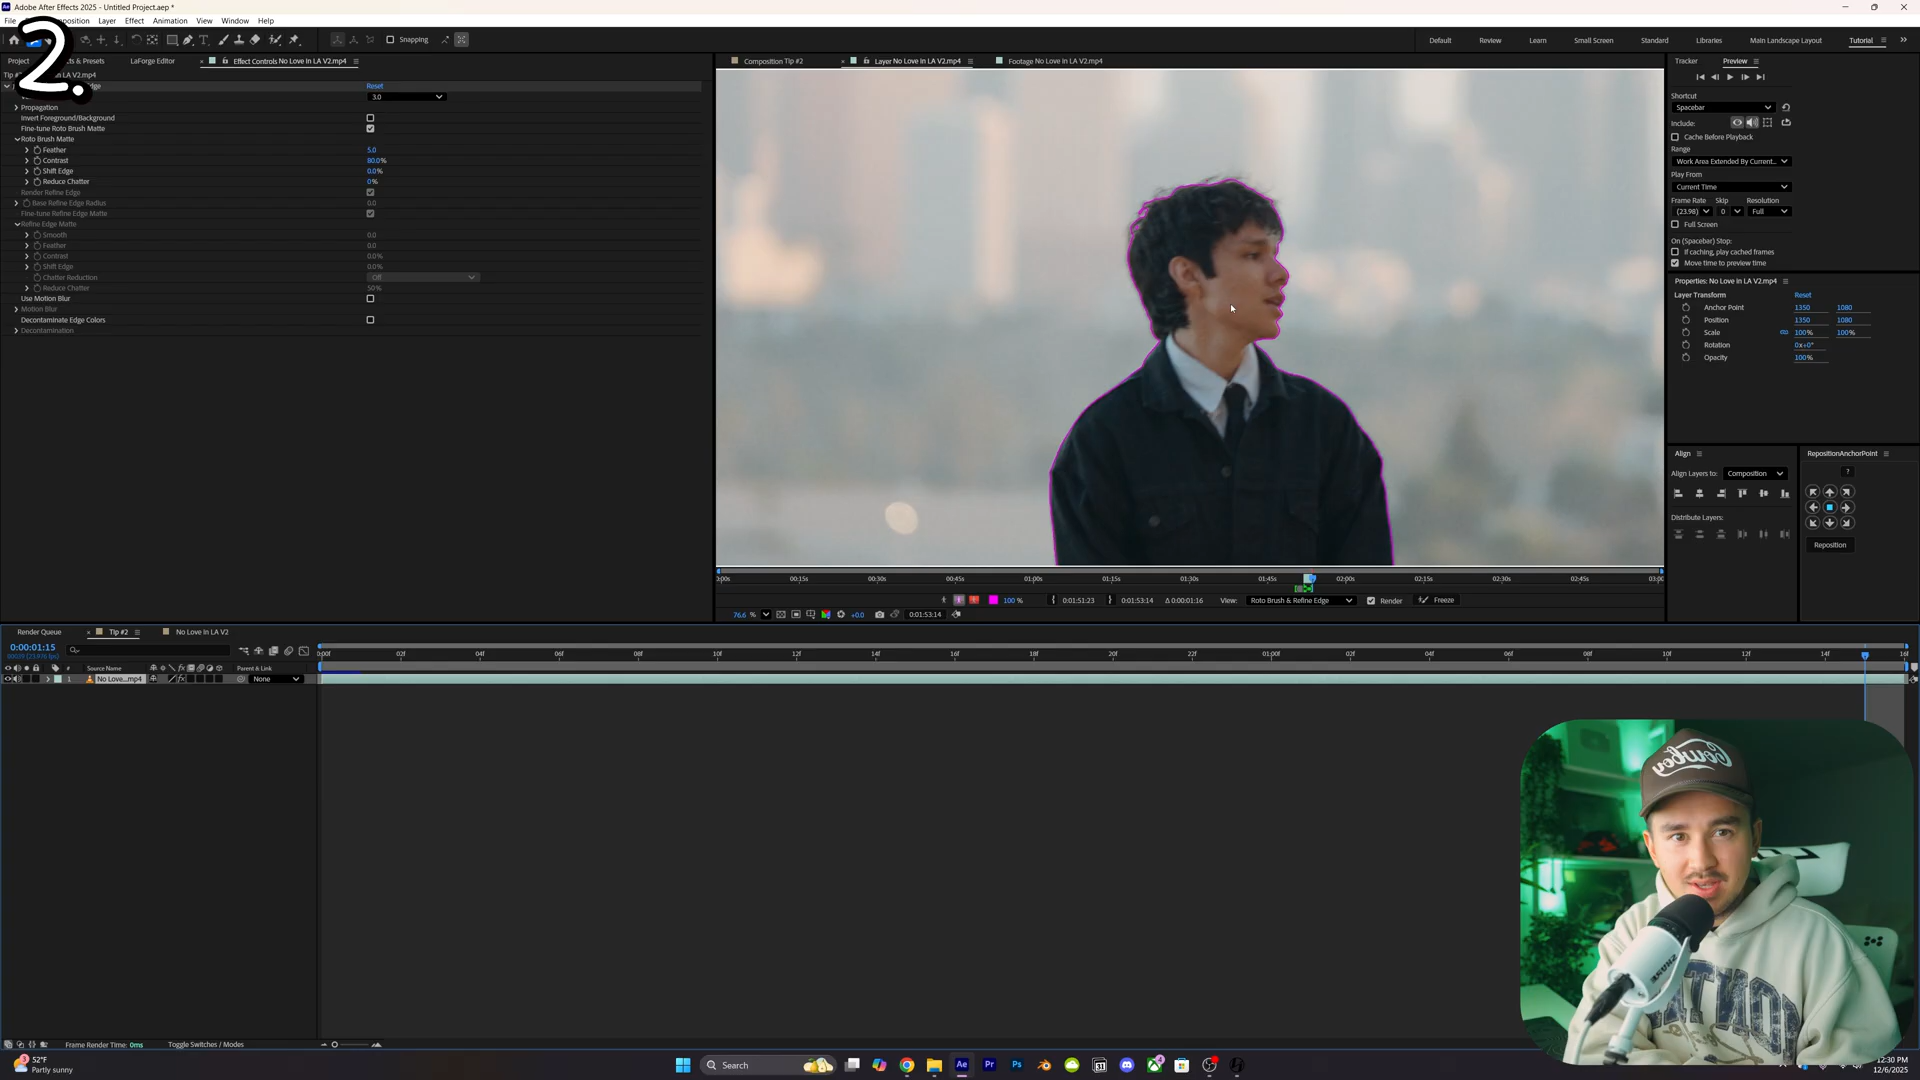 Adobe After Effects 2025 - Untitled Project.aep *
File
Layer
Effect
Animation
View
Window
Help
2.
Snapping
Default
Review
Learn
Small Screen
Standard
Libraries
Main Landscape Layout
Tutorial
Project
LaForge Editor
Effect Controls No Love In LA V2.mp4
Composition Tip #2
Layer No Love In LA V2.mp4
Footage No Love In LA V2.mp4
Tracker
Preview
Reset
3.0
Propagation
Invert Foreground/Background
Fine-tune Roto Brush Matte
Roto Brush Matte
Feather 5.0
Contrast 80.0%
Shift Edge 0.0%
Reduce Chatter 0%
Render Refine Edge
Base Refine Edge Radius 0.0
Fine-tune Refine Edge Matte
Refine Edge Matte
Smooth 0.0
Feather 0.0
Contrast 0.0%
Shift Edge 0.0%
Chatter Reduction Off
Reduce Chatter 50%
Use Motion Blur
Motion Blur
Decontaminate Edge Colors
Decontamination
Shortcut
Spacebar
Include:
Cache Before Playback
Range
Work Area Extended By Current...
Play From
Current Time
Frame Rate Skip Resolution
(23.98) 0 Full
Full Screen
On (Spacebar) Stop:
If caching, play cached frames
Move time to preview time
Properties: No Love In LA V2.mp4
Layer Transform Reset
Anchor Point 1350 1080
Position 1350 1080
Scale 100% 100%
Rotation 0x+0°
Opacity 100%
Align
Align Layers to: Composition
Distribute Layers:
RepositionAnchorPoint
?
Reposition
0:00s 00:15s 00:30s 00:45s 01:00s 01:15s 01:30s 01:45s 02:00s 02:15s 02:30s 02:45s 03:00
100 % 0:01:51:23 0:01:53:14 Δ 0:00:01:16 View: Roto Brush & Refine Edge Render Freeze
76.6 % +0.0 0:01:53:14
Render Queue
Tip #2
No Love In LA V2
0:00:01:15
0:00f 02f 04f 06f 08f 10f 12f 14f 16f 18f 20f 22f 01:00f 02f 04f 06f 08f 10f 12f 14f 16f
# Source Name Parent & Link
1 No Love...mp4 None
Frame Render Time: 0ms
Toggle Switches / Modes
Cowboy
SHURE
3
52°F
Partly sunny
Search
Ae
Pr
Ps
12:30 PM
12/6/2025